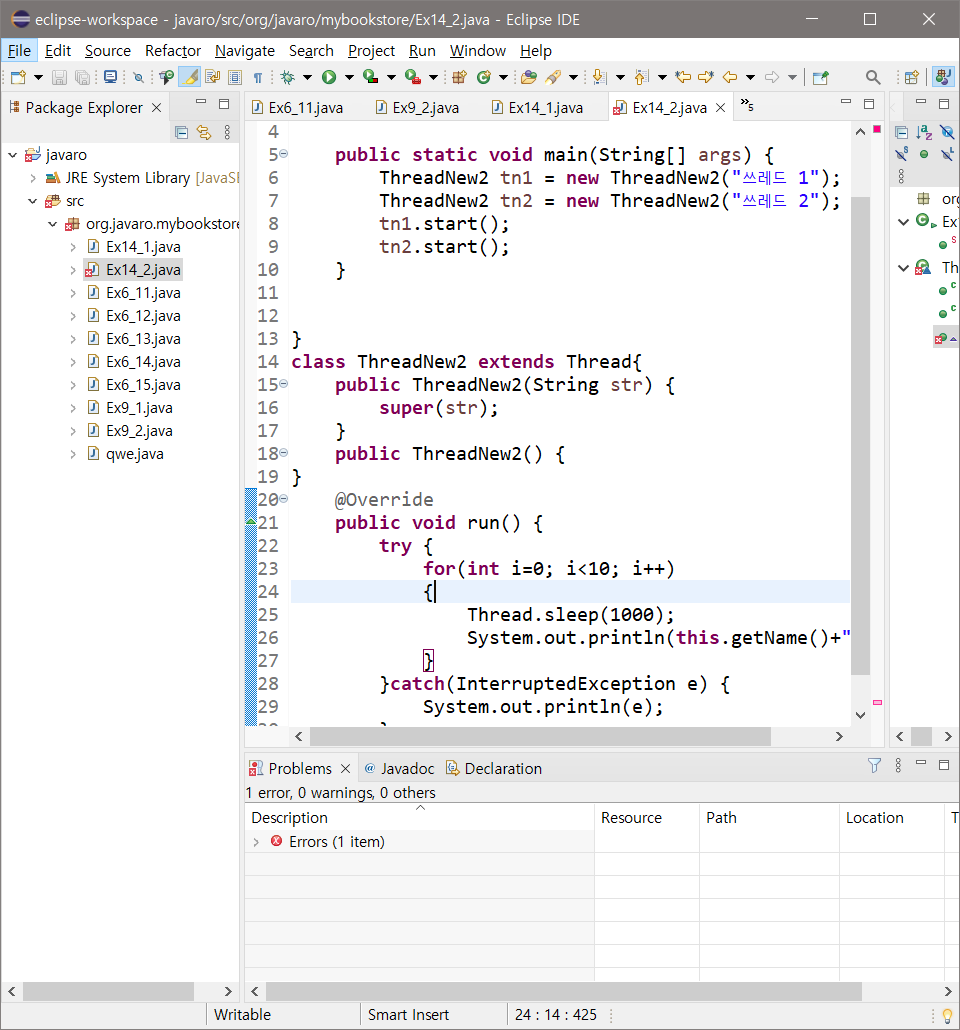 eclipse-workspace - javaro/src/org/javaro/mybookstore/Ex14_2.java - Eclipse IDE
File Edit Source Refactor Navigate Search Project Run Window Help
Package Explorer
Ex6_11.java Ex9_2.java Ex14_1.java Ex14_2.java »5
javaro
JRE System Library [JavaSE
src
org.javaro.mybookstore
Ex14_1.java
Ex14_2.java
Ex6_11.java
Ex6_12.java
Ex6_13.java
Ex6_14.java
Ex6_15.java
Ex9_1.java
Ex9_2.java
qwe.java
4
5 public static void main(String[] args) {
6 ThreadNew2 tn1 = new ThreadNew2("쓰레드 1");
7 ThreadNew2 tn2 = new ThreadNew2("쓰레드 2");
8 tn1.start();
9 tn2.start();
10 }
11
12
13 }
14 class ThreadNew2 extends Thread{
15 public ThreadNew2(String str) {
16 super(str);
17 }
18 public ThreadNew2() {
19 }
20 @Override
21 public void run() {
22 try {
23 for(int i=0; i<10; i++)
24 {
25 Thread.sleep(1000);
26 System.out.println(this.getName()+"
27 }
28 }catch(InterruptedException e) {
29 System.out.println(e);
org
Ex
S
Th
C
C
Problems Javadoc Declaration
1 error, 0 warnings, 0 others
Description Resource Path Location T
Errors (1 item)
Writable Smart Insert 24 : 14 : 425